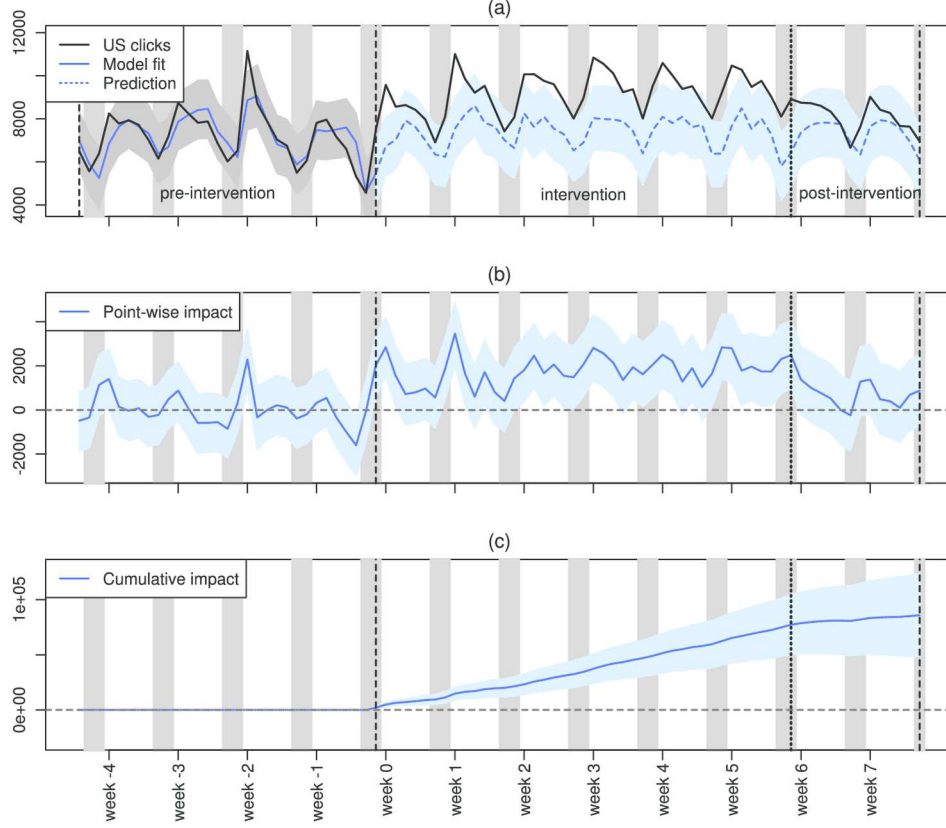 (a)
12000
8000
4000
US clicks
Model fit
Prediction
pre-intervention
intervention
post-intervention
(b)
2000
0
-2000
Point-wise impact
(c)
1e+05
0e+00
Cumulative impact
week -4
week -3
week -2
week -1
week 0
week 1
week 2
week 3
week 4
week 5
week 6
week 7